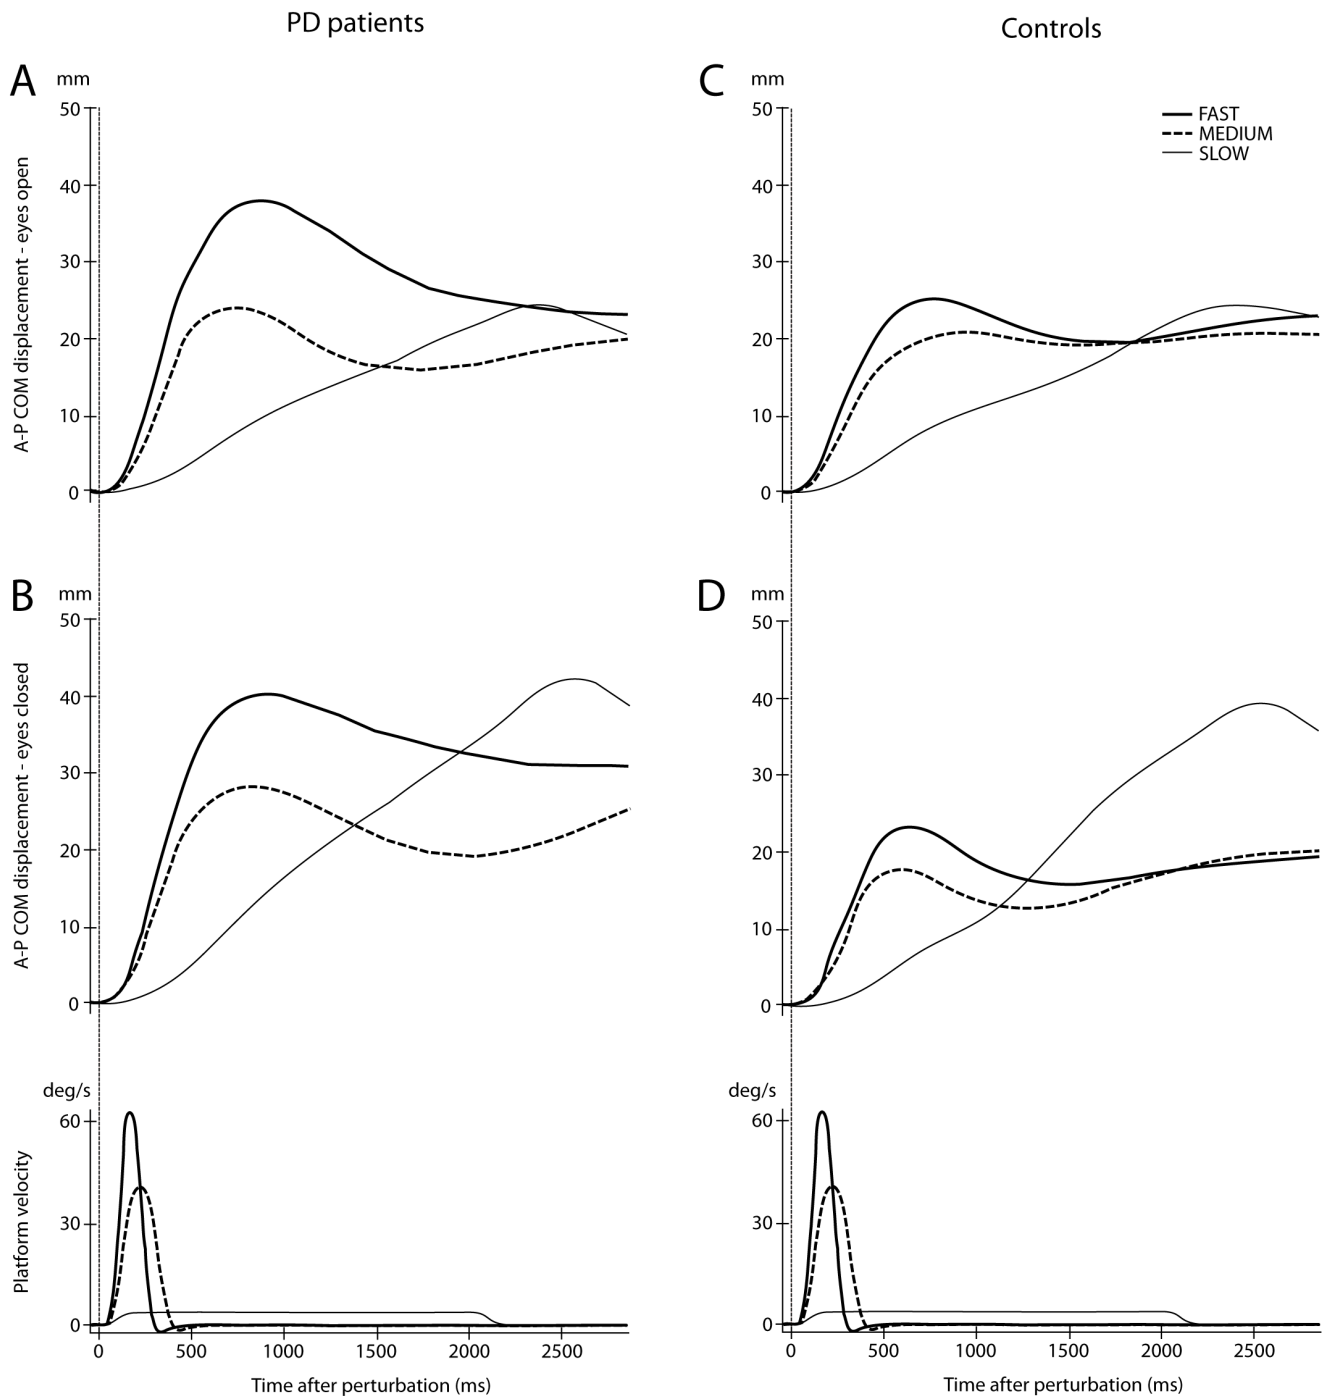 PD patients
Controls
A
mm
50
40
30
20
10
0
A-P COM displacement - eyes open
C
mm
50
40
30
20
10
0
FAST
MEDIUM
SLOW
B
mm
50
40
30
20
10
0
A-P COM displacement - eyes closed
D
mm
50
40
30
20
10
0
deg/s
60
30
0
Platform velocity
0 500 1000 1500 2000 2500
Time after perturbation (ms)
deg/s
60
30
0
0 500 1000 1500 2000 2500
Time after perturbation (ms)